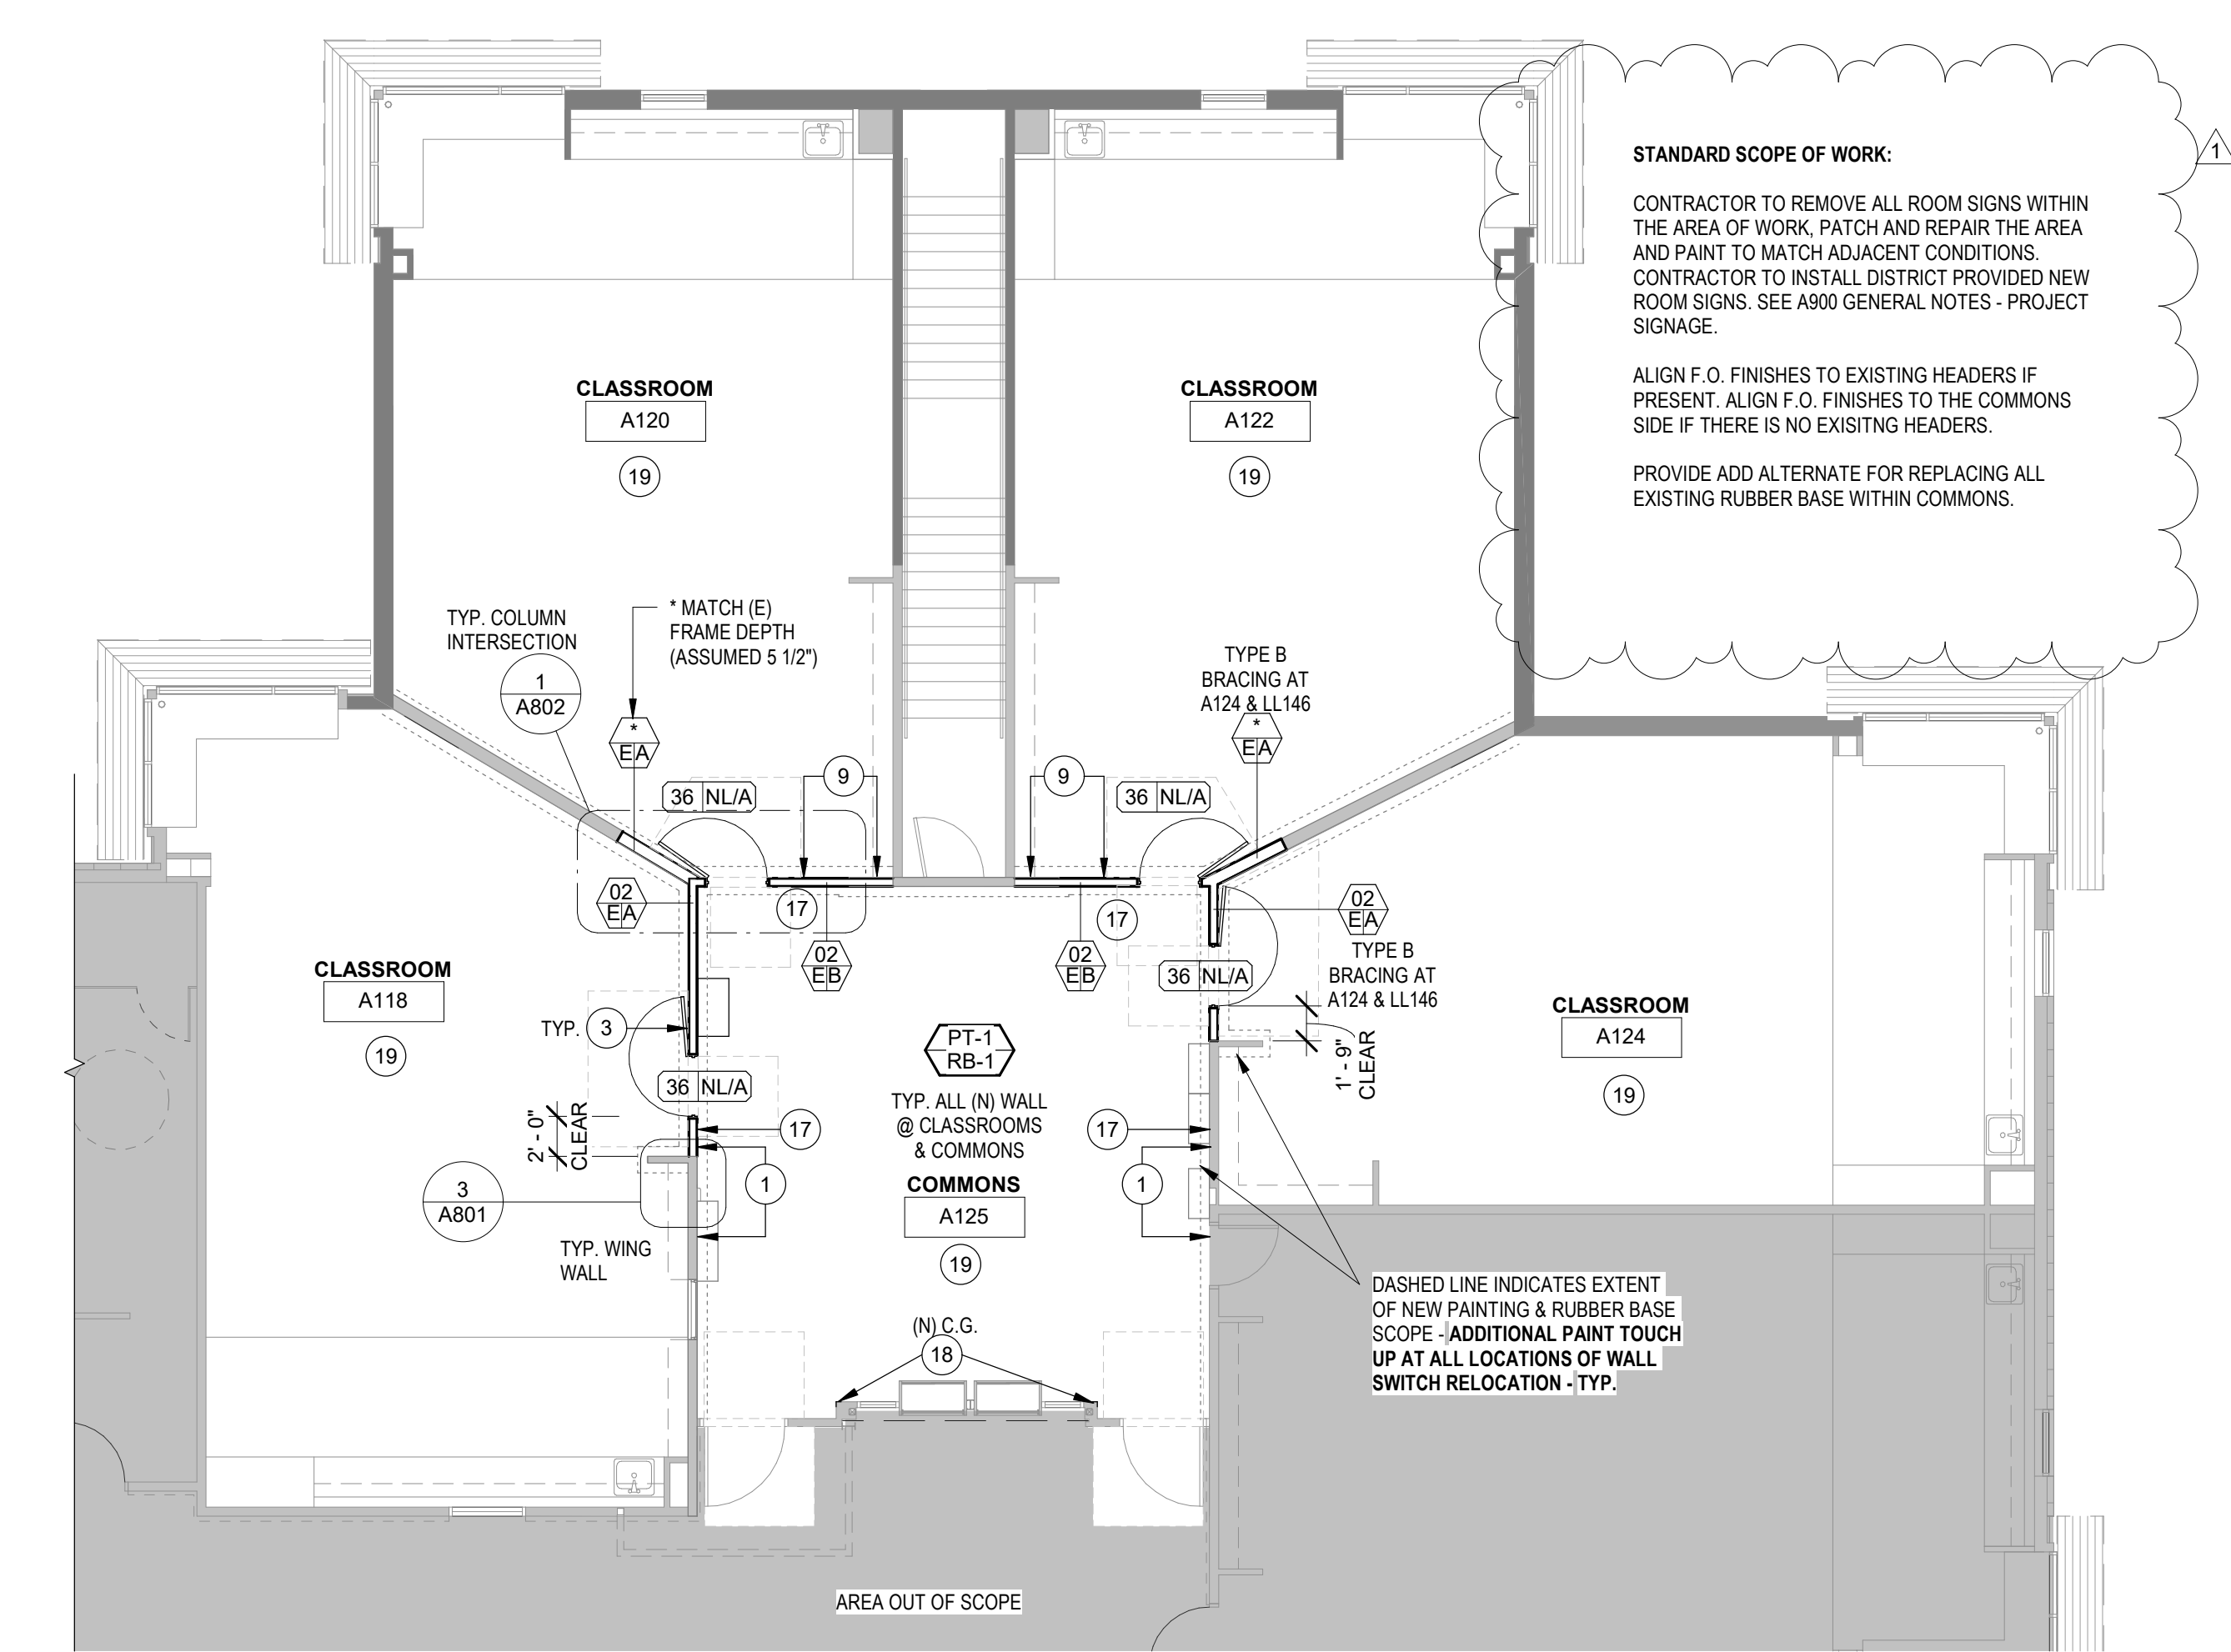 STANDARD SCOPE OF WORK:
CONTRACTOR TO REMOVE ALL ROOM SIGNS WITHIN
THE AREA OF WORK, PATCH AND REPAIR THE AREA
AND PAINT TO MATCH ADJACENT CONDITIONS.
CONTRACTOR TO INSTALL DISTRICT PROVIDED NEW
ROOM SIGNS. SEE A900 GENERAL NOTES - PROJECT
SIGNAGE.
ALIGN F.O. FINISHES TO EXISTING HEADERS IF
PRESENT. ALIGN F.O. FINISHES TO THE COMMONS
SIDE IF THERE IS NO EXISITNG HEADERS.
PROVIDE ADD ALTERNATE FOR REPLACING ALL
EXISTING RUBBER BASE WITHIN COMMONS.
1
CLASSROOM
A120
19
CLASSROOM
A122
19
TYP. COLUMN
INTERSECTION
1
A802
* MATCH (E)
FRAME DEPTH
(ASSUMED 5 1/2")
*
E A
TYPE B
BRACING AT
A124 & LL146
*
E A
36 NL/A
9
9
36 NL/A
02
E A
17
02
E B
17
02
E B
02
E A
TYPE B
BRACING AT
A124 & LL146
36 NL/A
1' - 9"
CLEAR
CLASSROOM
A118
19
TYP. 3
36 NL/A
2' - 0"
CLEAR
17
1
3
A801
TYP. WING
WALL
PT-1
RB-1
TYP. ALL (N) WALL
@ CLASSROOMS
& COMMONS
COMMONS
A125
19
17
1
CLASSROOM
A124
19
(N) C.G.
18
DASHED LINE INDICATES EXTENT
OF NEW PAINTING & RUBBER BASE
SCOPE - ADDITIONAL PAINT TOUCH
UP AT ALL LOCATIONS OF WALL
SWITCH RELOCATION - TYP.
AREA OUT OF SCOPE